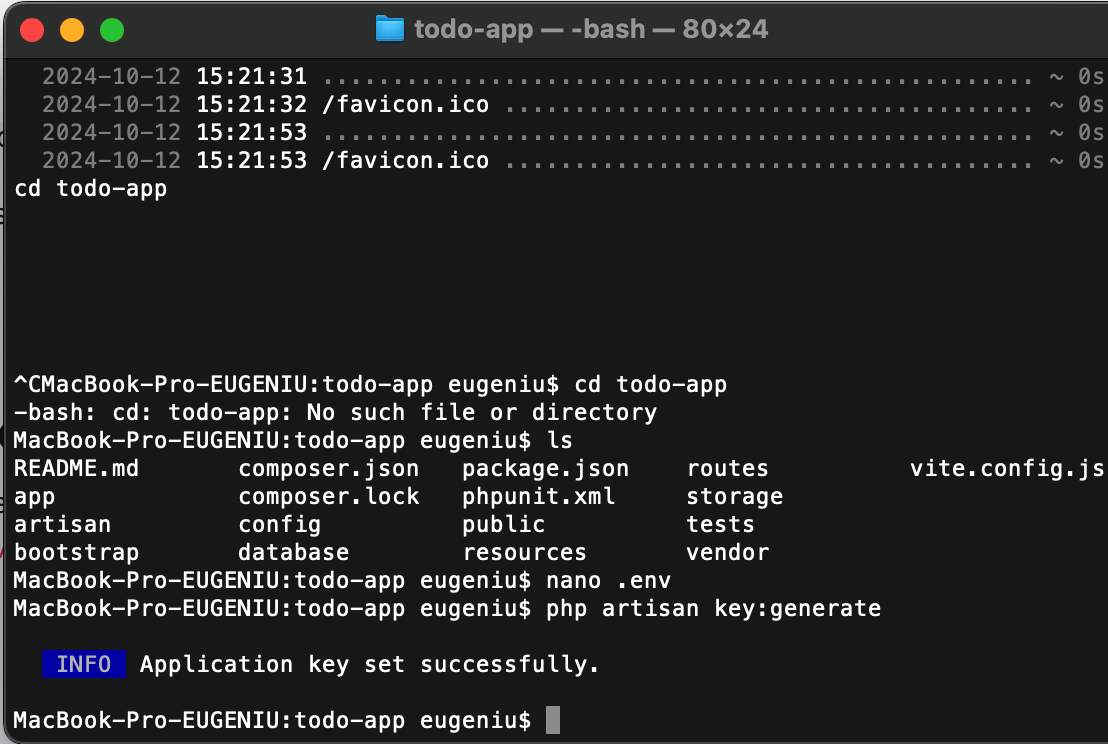 todo-app — -bash — 80×24
2024-10-12 15:21:31 ................................................... ~ 0s
2024-10-12 15:21:32 /favicon.ico ...................................... ~ 0s
2024-10-12 15:21:53 ................................................... ~ 0s
2024-10-12 15:21:53 /favicon.ico ...................................... ~ 0s
cd todo-app
^CMacBook-Pro-EUGENIU:todo-app eugeniu$ cd todo-app
-bash: cd: todo-app: No such file or directory
MacBook-Pro-EUGENIU:todo-app eugeniu$ ls
README.md composer.json package.json routes vite.config.js
app composer.lock phpunit.xml storage
artisan config public tests
bootstrap database resources vendor
MacBook-Pro-EUGENIU:todo-app eugeniu$ nano .env
MacBook-Pro-EUGENIU:todo-app eugeniu$ php artisan key:generate
INFO Application key set successfully.
MacBook-Pro-EUGENIU:todo-app eugeniu$